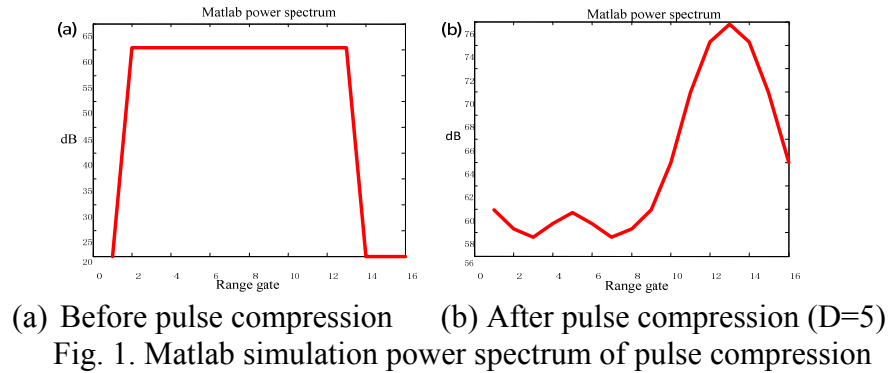 Matlab power spectrum
(a)
65
60
55
50
45
40
35
30
25
20
dB
0 2 4 6 8 10 12 14 16
Range gate
Matlab power spectrum
(b)
76
74
72
70
68
66
64
62
60
58
56
dB
0 2 4 6 8 10 12 14 16
Range gate
(a) Before pulse compression (b) After pulse compression (D=5)
Fig. 1. Matlab simulation power spectrum of pulse compression